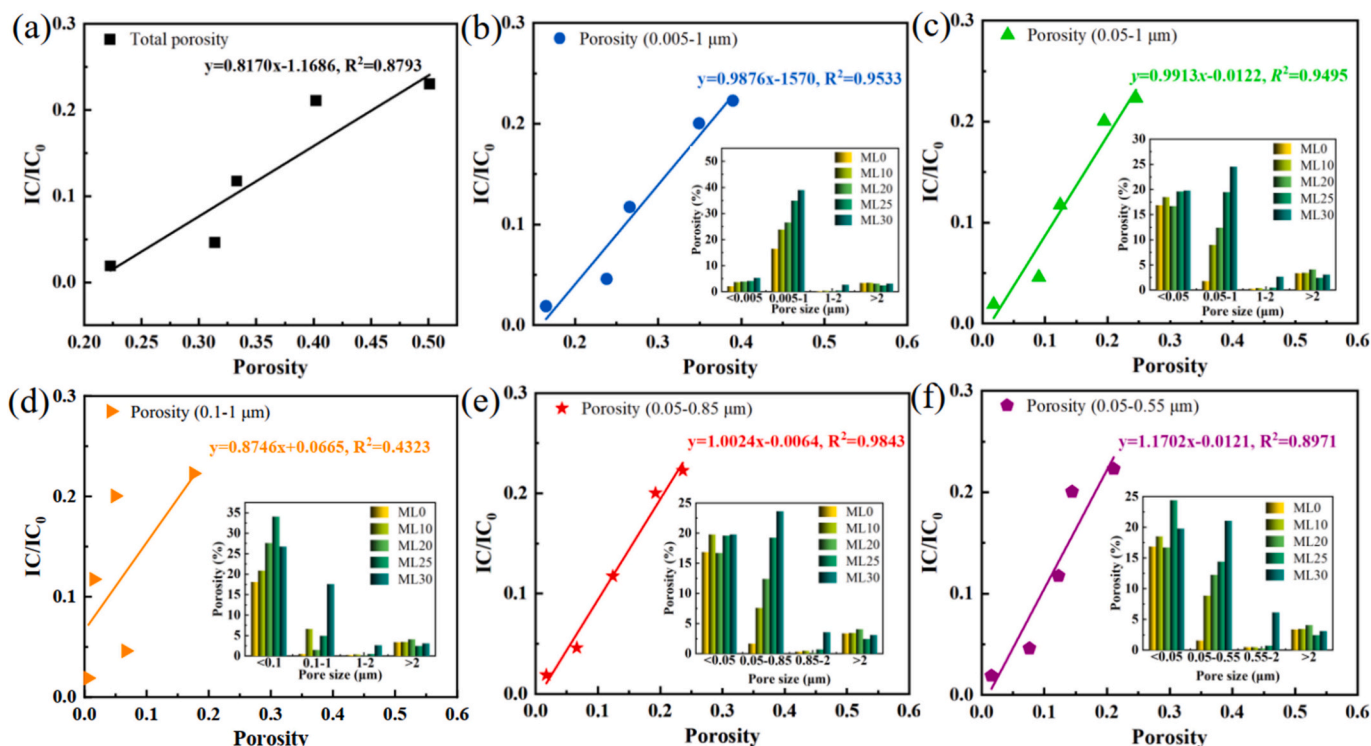 (a)
Total porosity
y=0.8170x-1.1686, R²=0.8793
0.3
0.2
0.1
0.0
IC/IC₀
0.20 0.25 0.30 0.35 0.40 0.45 0.50
Porosity
(b)
Porosity (0.005-1 μm)
y=0.9876x-1570, R²=0.9533
0.3
0.2
0.1
0.0
IC/IC₀
0.2 0.3 0.4 0.5 0.6
Porosity
ML0
ML10
ML20
ML25
ML30
50
40
30
20
10
0
Porosity (%)
<0.005 0.005-1 1-2 >2
Pore size (μm)
(c)
Porosity (0.05-1 μm)
y=0.9913x-0.0122, R²=0.9495
0.3
0.2
0.1
0.0
IC/IC₀
0.0 0.1 0.2 0.3 0.4 0.5 0.6
Porosity
ML0
ML10
ML20
ML25
ML30
30
25
20
15
10
5
0
Porosity (%)
<0.05 0.05-1 1-2 >2
Pore size (μm)
(d)
Porosity (0.1-1 μm)
y=0.8746x+0.0665, R²=0.4323
0.3
0.2
0.1
0.0
IC/IC₀
0.0 0.1 0.2 0.3 0.4 0.5 0.6
Porosity
ML0
ML10
ML20
ML25
ML30
35
30
25
20
15
10
5
0
Porosity (%)
<0.1 0.1-1 1-2 >2
Pore size (μm)
(e)
Porosity (0.05-0.85 μm)
y=1.0024x-0.0064, R²=0.9843
0.3
0.2
0.1
0.0
IC/IC₀
0.0 0.1 0.2 0.3 0.4 0.5 0.6
Porosity
ML0
ML10
ML20
ML25
ML30
25
20
15
10
5
0
Porosity (%)
<0.05 0.05-0.85 0.85-2 >2
Pore size (μm)
(f)
Porosity (0.05-0.55 μm)
y=1.1702x-0.0121, R²=0.8971
0.3
0.2
0.1
0.0
IC/IC₀
0.0 0.1 0.2 0.3 0.4 0.5 0.6
Porosity
ML0
ML10
ML20
ML25
ML30
25
20
15
10
5
0
Porosity (%)
<0.05 0.05-0.55 0.55-2 >2
Pore size (μm)